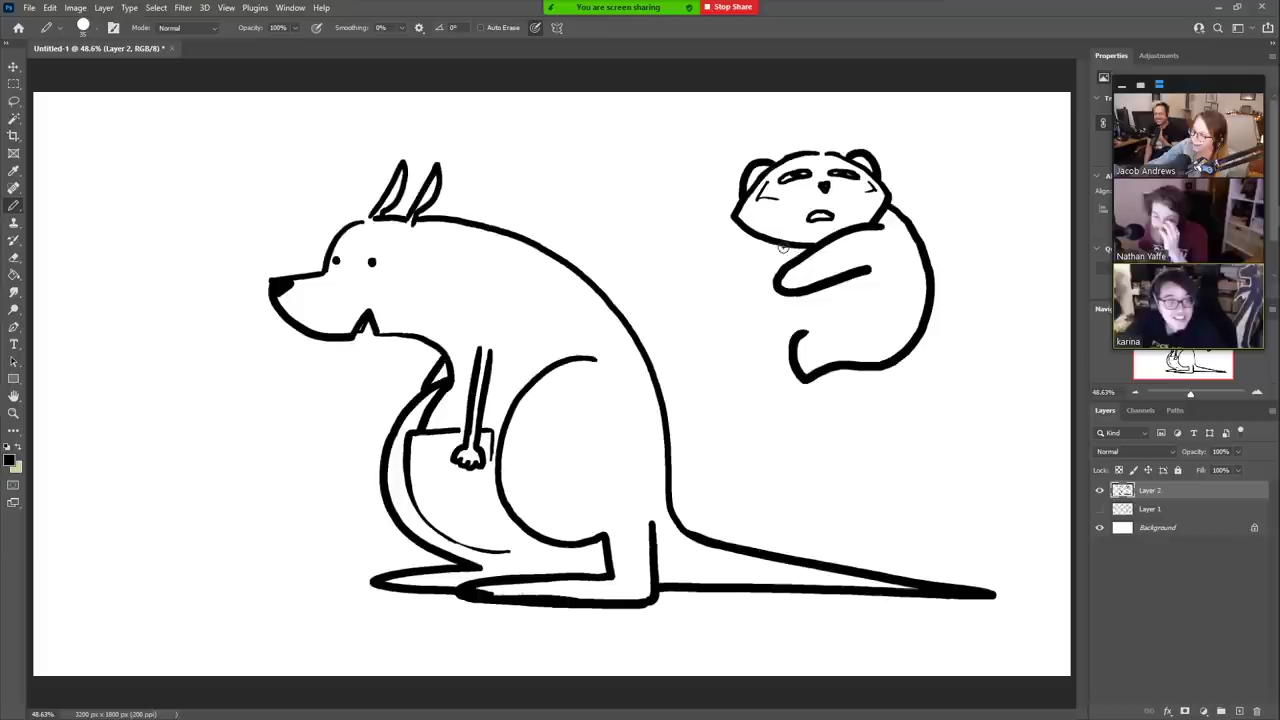 Ps File Edit Image Layer Type Select Filter 3D View Plugins Window Help
You are screen sharing Stop Share
35 Mode: Normal Opacity: 100% Smoothing: 0% 0° Auto Erase
Untitled-1 @ 48.6% (Layer 2, RGB/8) *
Properties Adjustments
Jacob Andrews
Nathan Yaffe
karina
48.63%
Layers Channels Paths
Kind
Normal Opacity: 100%
Lock: Fill: 100%
Layer 2
Layer 1
Background
48.63% 3200 px x 1800 px (200 ppi)